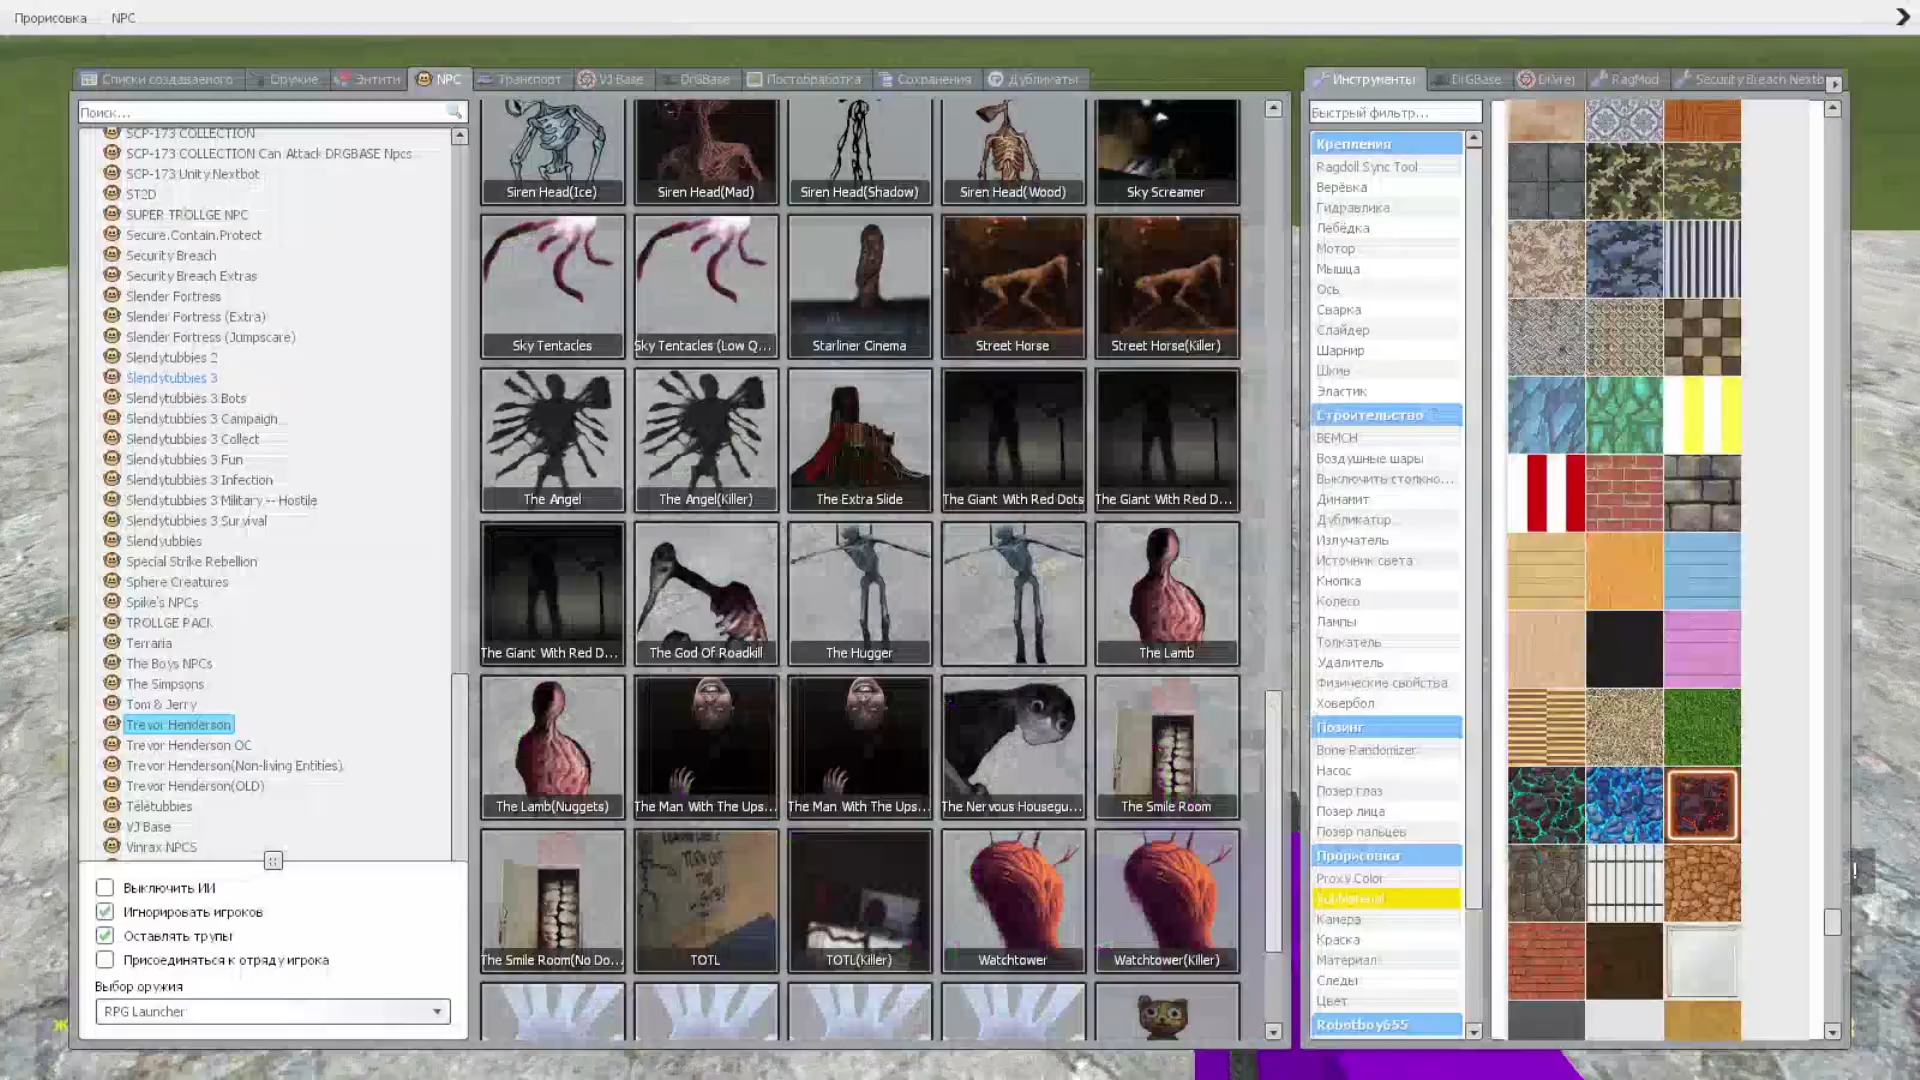 Прорисовка NPC
Списки создаваемого Оружие Энтити NPC Транспорт VJ Base DrGBase Постобработка Сохранения Дубликаты
Инструменты DrGBase DrVrej RagMod Security Breach Nextb
Поиск...
SCP-173 COLLECTION
SCP-173 COLLECTION Can Attack DRGBASE Npcs
SCP-173 Unity Nextbot
ST2D
SUPER TROLLGE NPC
Secure.Contain.Protect
Security Breach
Security Breach Extras
Slender Fortress
Slender Fortress (Extra)
Slender Fortress (Jumpscare)
Slendytubbies 2
Slendytubbies 3
Slendytubbies 3 Bots
Slendytubbies 3 Campaign
Slendytubbies 3 Collect
Slendytubbies 3 Fun
Slendytubbies 3 Infection
Slendytubbies 3 Military -- Hostile
Slendytubbies 3 Survival
Slendyubbies
Special Strike Rebellion
Sphere Creatures
Spike's NPCs
TROLLGE PACK
Terraria
The Boys NPCs
The Simpsons
Tom & Jerry
Trevor Henderson
Trevor Henderson OC
Trevor Henderson(Non-living Entities)
Trevor Henderson(OLD)
Teletubbies
VJ Base
Vinrax NPCS
Выключить ИИ
Игнорировать игроков
Оставлять трупы
Присоединяться к отряду игрока
Выбор оружия
RPG Launcher
Siren Head(Ice) Siren Head(Mad) Siren Head(Shadow) Siren Head(Wood) Sky Screamer
Sky Tentacles Sky Tentacles (Low Q... Starliner Cinema Street Horse Street Horse(Killer)
The Angel The Angel(Killer) The Extra Slide The Giant With Red Dots The Giant With Red D...
The Giant With Red D... The God Of Roadkill The Hugger The Lamb
The Lamb(Nuggets) The Man With The Ups... The Man With The Ups... The Nervous Housegu... The Smile Room
The Smile Room(No Do... TOTL TOTL(Killer) Watchtower Watchtower(Killer)
Быстрый фильтр...
Крепления
Ragdoll Sync Tool
Верёвка
Гидравлика
Лебёдка
Мотор
Мышца
Ось
Сварка
Слайдер
Шарнир
Шкив
Эластик
Строительство
BEMCH
Воздушные шары
Выключить столкно...
Динамит
Дубликатор
Излучатель
Источник света
Кнопка
Колесо
Лампы
Толкатель
Удалитель
Физические свойства
Ховербол
Позинг
Bone Randomizer
Насос
Позер глаз
Позер лица
Позер пальцев
Прорисовка
Proxy Color
SubMaterial
Камера
Краска
Материал
Следы
Цвет
Robotboy655